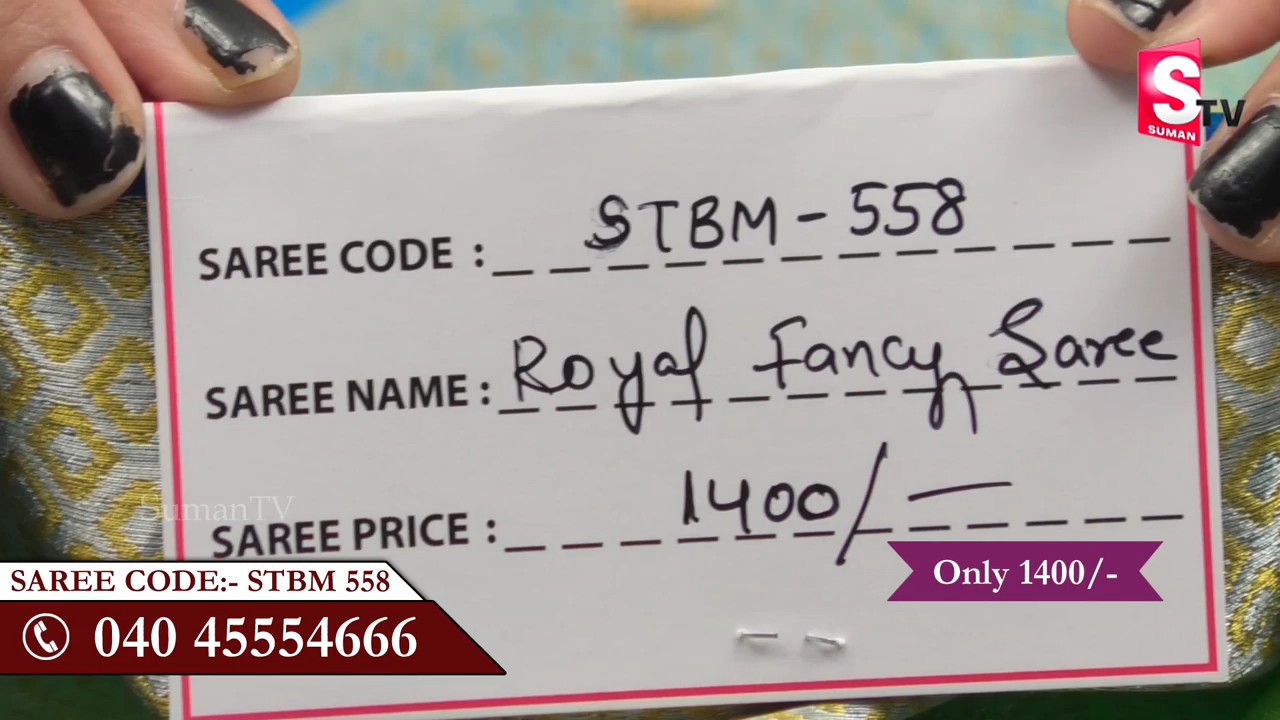 S TV
SUMAN
SAREE CODE : STBM - 558
SAREE NAME : Royal Fancy Saree
SAREE PRICE : 1400/-
SumanTV
Only 1400/-
SAREE CODE:- STBM 558
040 45554666